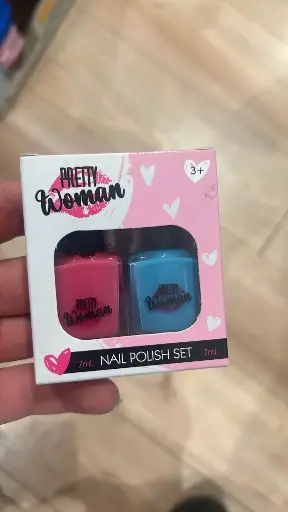 PRETTY
Woman
3+
PRETTY
Woman
PRETTY
Woman
7ml. NAIL POLISH SET 7ml